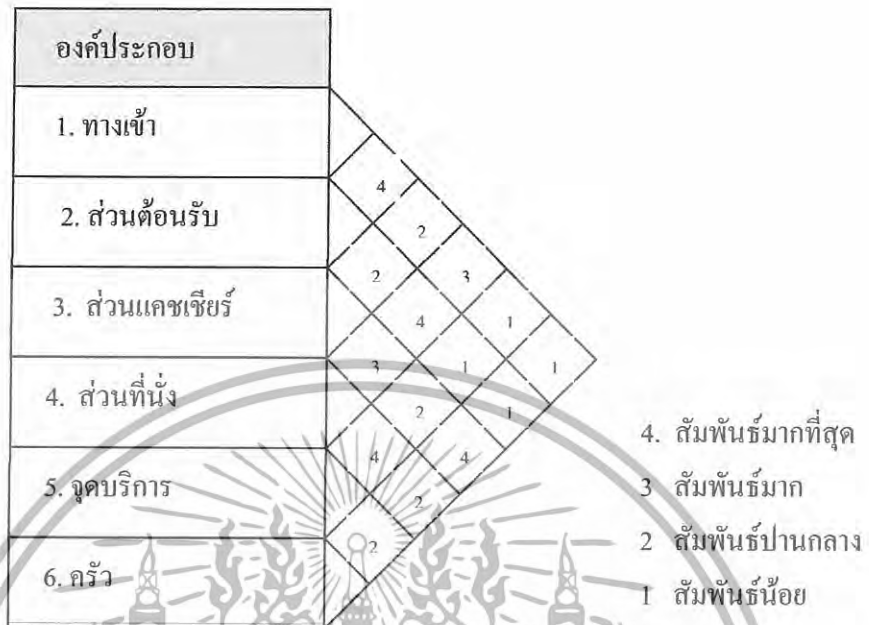 องค์ประกอบ
1. ทางเข้า
4
2
2. ส่วนต้อนรับ
2
3
3. ส่วนแคชเชียร์
4
1
3
1
1
4. ส่วนที่นั่ง
2
1
4. สัมพันธ์มากที่สุด
4
4
5. จุดบริการ
3 สัมพันธ์มาก
2
2 สัมพันธ์ปานกลาง
2
6. ครัว
1 สัมพันธ์น้อย